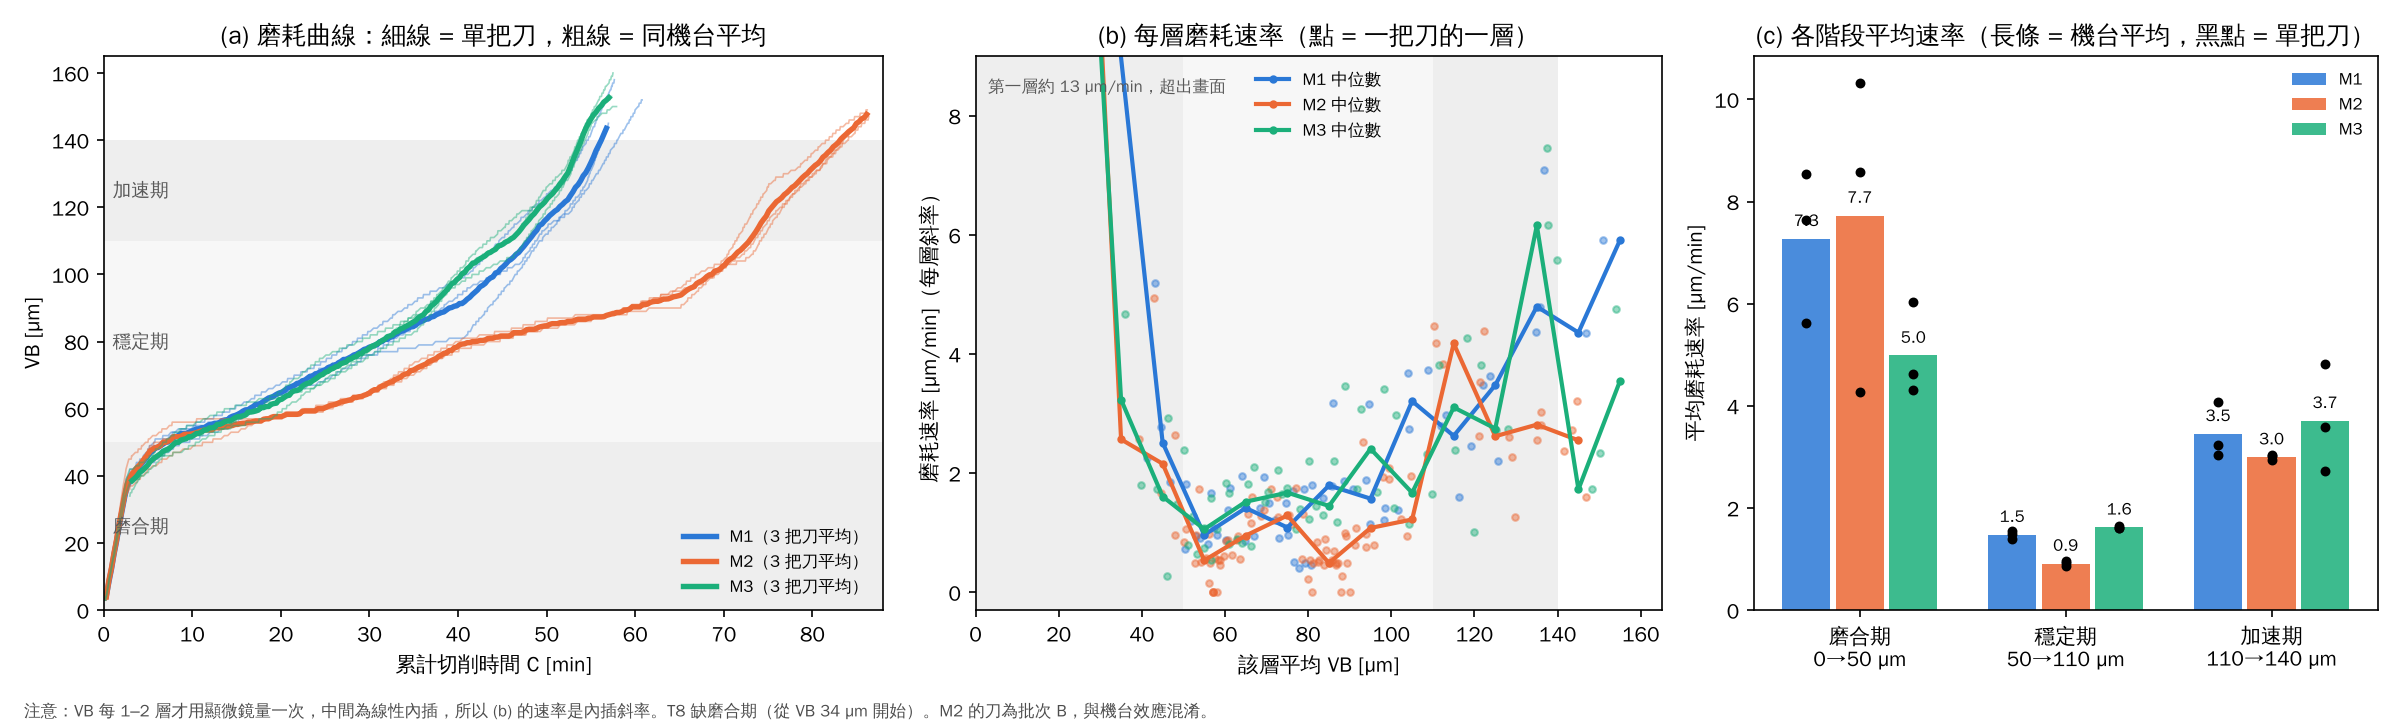 (a) 磨耗曲線：細線 = 單把刀，粗線 = 同機台平均
VB [µm]
160
140
120
100
80
60
40
20
0
加速期
穩定期
磨合期
M1（3 把刀平均）
M2（3 把刀平均）
M3（3 把刀平均）
0 10 20 30 40 50 60 70 80
累計切削時間 C [min]
(b) 每層磨耗速率（點 = 一把刀的一層）
磨耗速率 [µm/min]（每層斜率）
8
6
4
2
0
第一層約 13 µm/min，超出畫面
M1 中位數
M2 中位數
M3 中位數
0 20 40 60 80 100 120 140 160
該層平均 VB [µm]
(c) 各階段平均速率（長條 = 機台平均，黑點 = 單把刀）
平均磨耗速率 [µm/min]
10
8
6
4
2
0
M1
M2
M3
7.3
7.7
5.0
1.5
0.9
1.6
3.5
3.0
3.7
磨合期
0→50 µm
穩定期
50→110 µm
加速期
110→140 µm
注意：VB 每 1–2 層才用顯微鏡量一次，中間為線性內插，所以 (b) 的速率是內插斜率。T8 缺磨合期（從 VB 34 µm 開始）。M2 的刀為批次 B，與機台效應混淆。